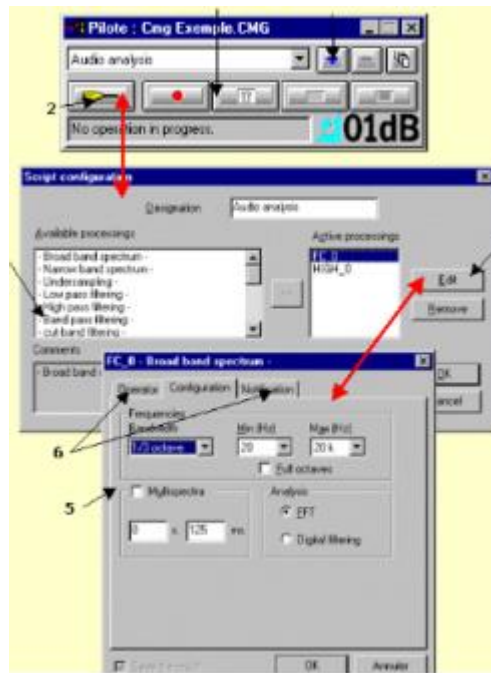 Pilote : Cmg Exemple.CMG
Audio analysis
2
No operation in progress.
01dB
Script configuration
Designation Audio analysis
Available processings Active processings
- Broad band spectrum - FC_0
- Narrow band spectrum - HIGH_0
- Undersampling -
- Low pass filtering -
- High pass filtering -
- Band pass filtering -
- cut band filtering -
...
Edit
Remove
Comments
- Broad band
OK
FC_0 - Broad band spectrum -
Operator Configuration Notification
6
Frequencies
Bandwidth Min (Hz) Max (Hz)
1/3 octave 20 20 k
Full octaves
5
Multispectra Analysis
0 s. 125 ms. FFT
Digital filtering
OK Annuler